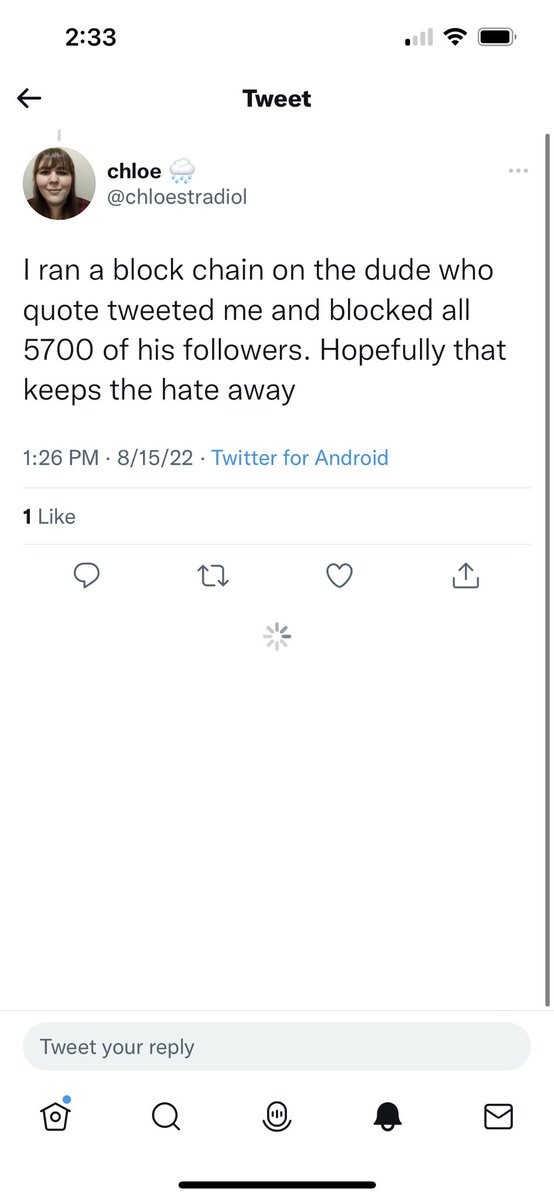 2:33
Tweet
chloe 🌧️
@chloestradiol
I ran a block chain on the dude who
quote tweeted me and blocked all
5700 of his followers. Hopefully that
keeps the hate away
1:26 PM · 8/15/22 · Twitter for Android
1 Like
Tweet your reply